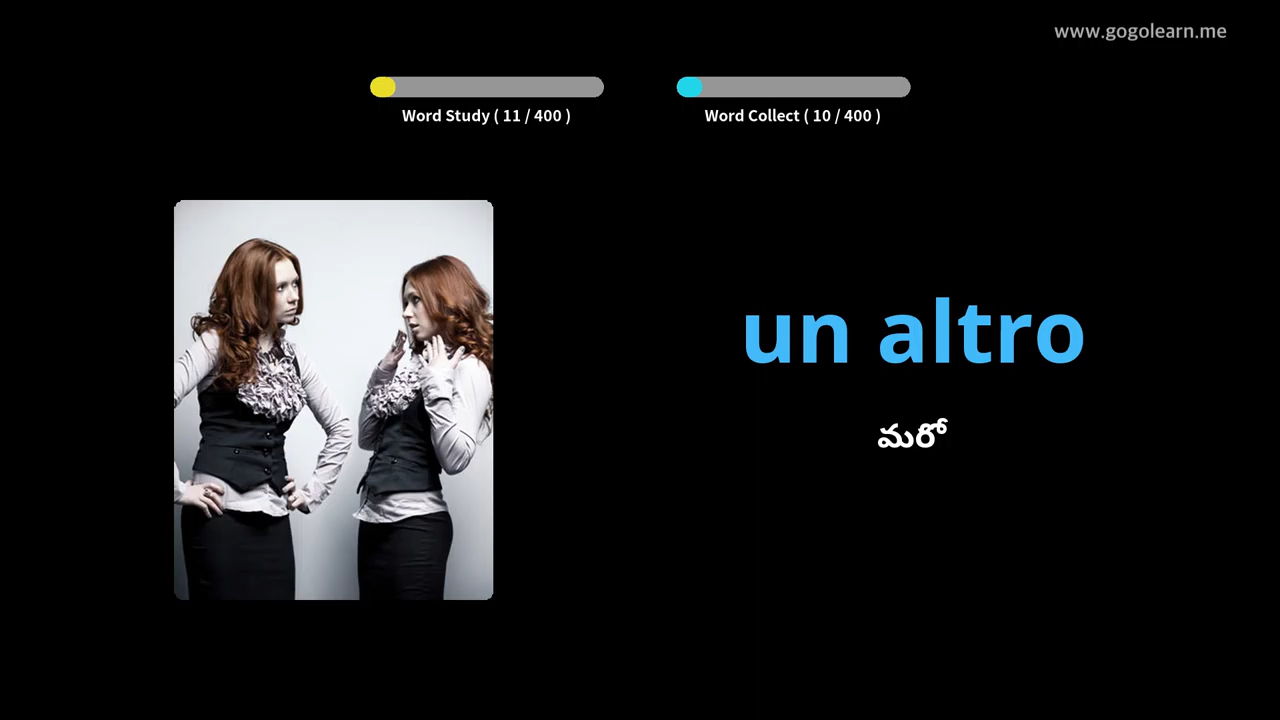 www.gogolearn.me
Word Study ( 11 / 400 )
Word Collect ( 10 / 400 )
un altro
మరో